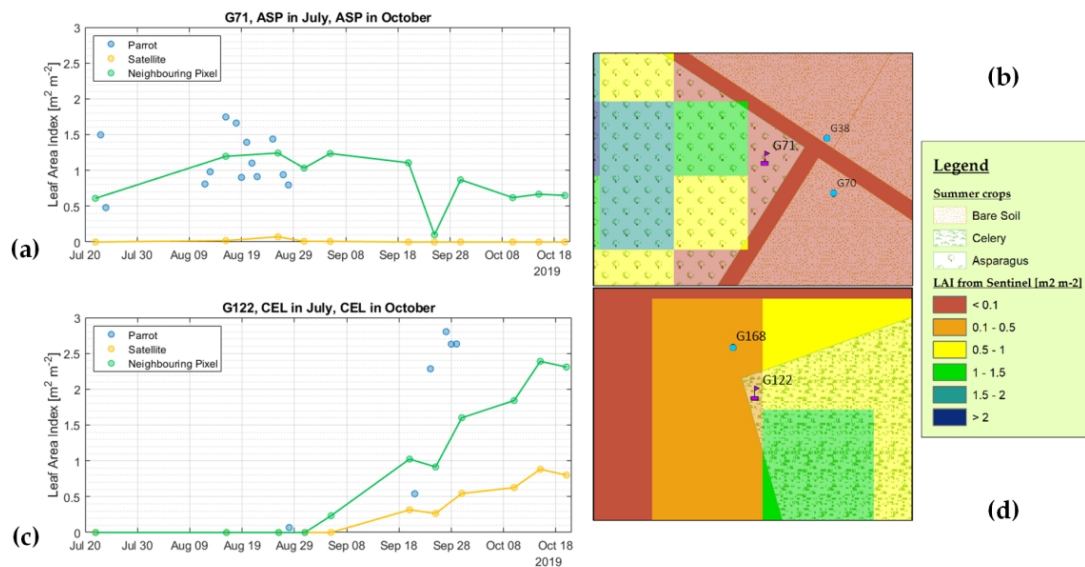 G71, ASP in July, ASP in October
Leaf Area Index [m² m⁻²]
3
2.5
2
1.5
1
0.5
0
Parrot
Satellite
Neighbouring Pixel
Jul 20 Jul 30 Aug 09 Aug 19 Aug 29 Sep 08 Sep 18 Sep 28 Oct 08 Oct 18
2019
(a)
G122, CEL in July, CEL in October
Leaf Area Index [m² m⁻²]
3
2.5
2
1.5
1
0.5
0
Parrot
Satellite
Neighbouring Pixel
Jul 20 Jul 30 Aug 09 Aug 19 Aug 29 Sep 08 Sep 18 Sep 28 Oct 08 Oct 18
2019
(c)
(b)
G38
G71
G70
G168
G122
(d)
Legend
Summer crops
Bare Soil
Celery
Asparagus
LAI from Sentinel [m2 m-2]
< 0.1
0.1 - 0.5
0.5 - 1
1 - 1.5
1.5 - 2
> 2